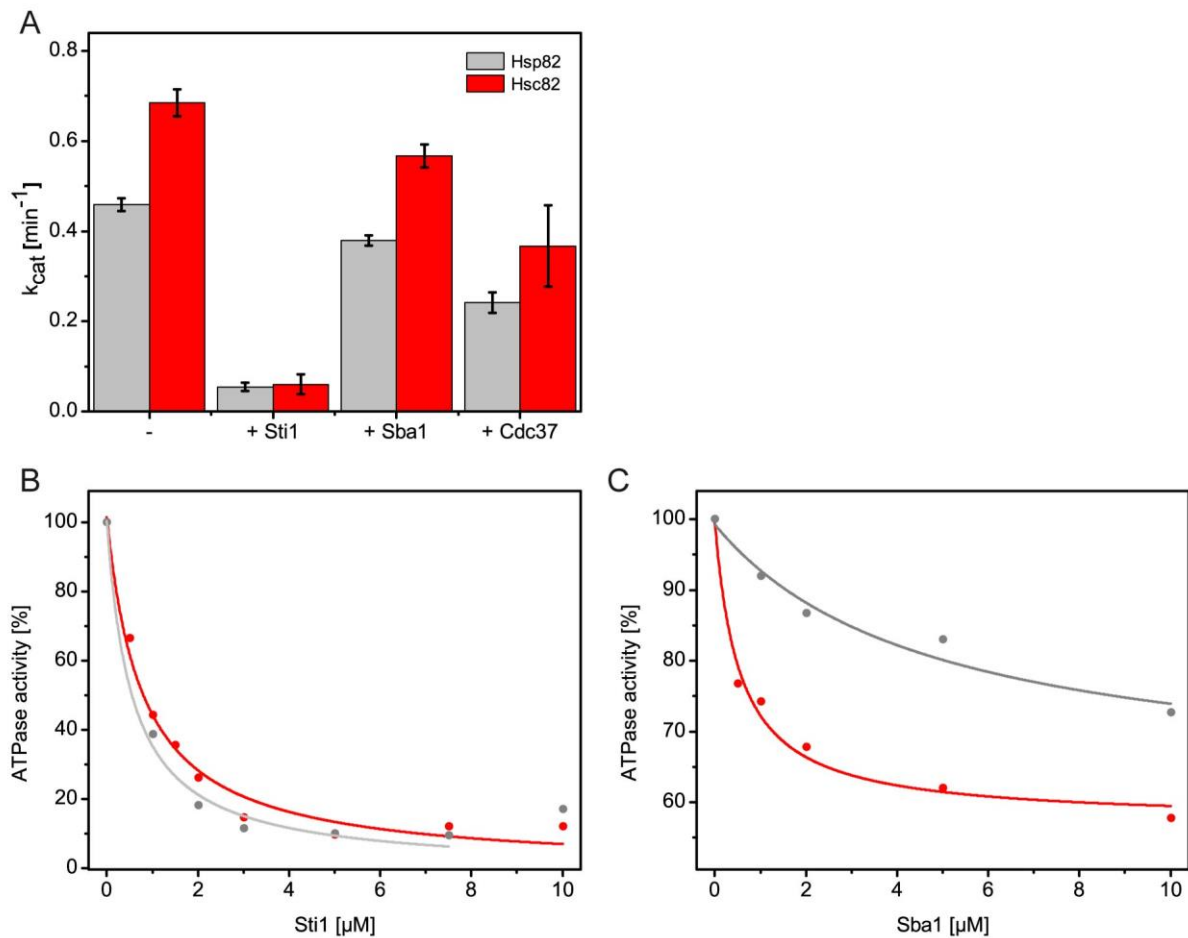 A
0.8
0.6
0.4
0.2
0.0
k_cat [min^-1]
Hsp82
Hsc82
-
+ Sti1
+ Sba1
+ Cdc37
B
100
80
60
40
20
0
ATPase activity [%]
0
2
4
6
8
10
Sti1 [µM]
C
100
90
80
70
60
ATPase activity [%]
0
2
4
6
8
10
Sba1 [µM]